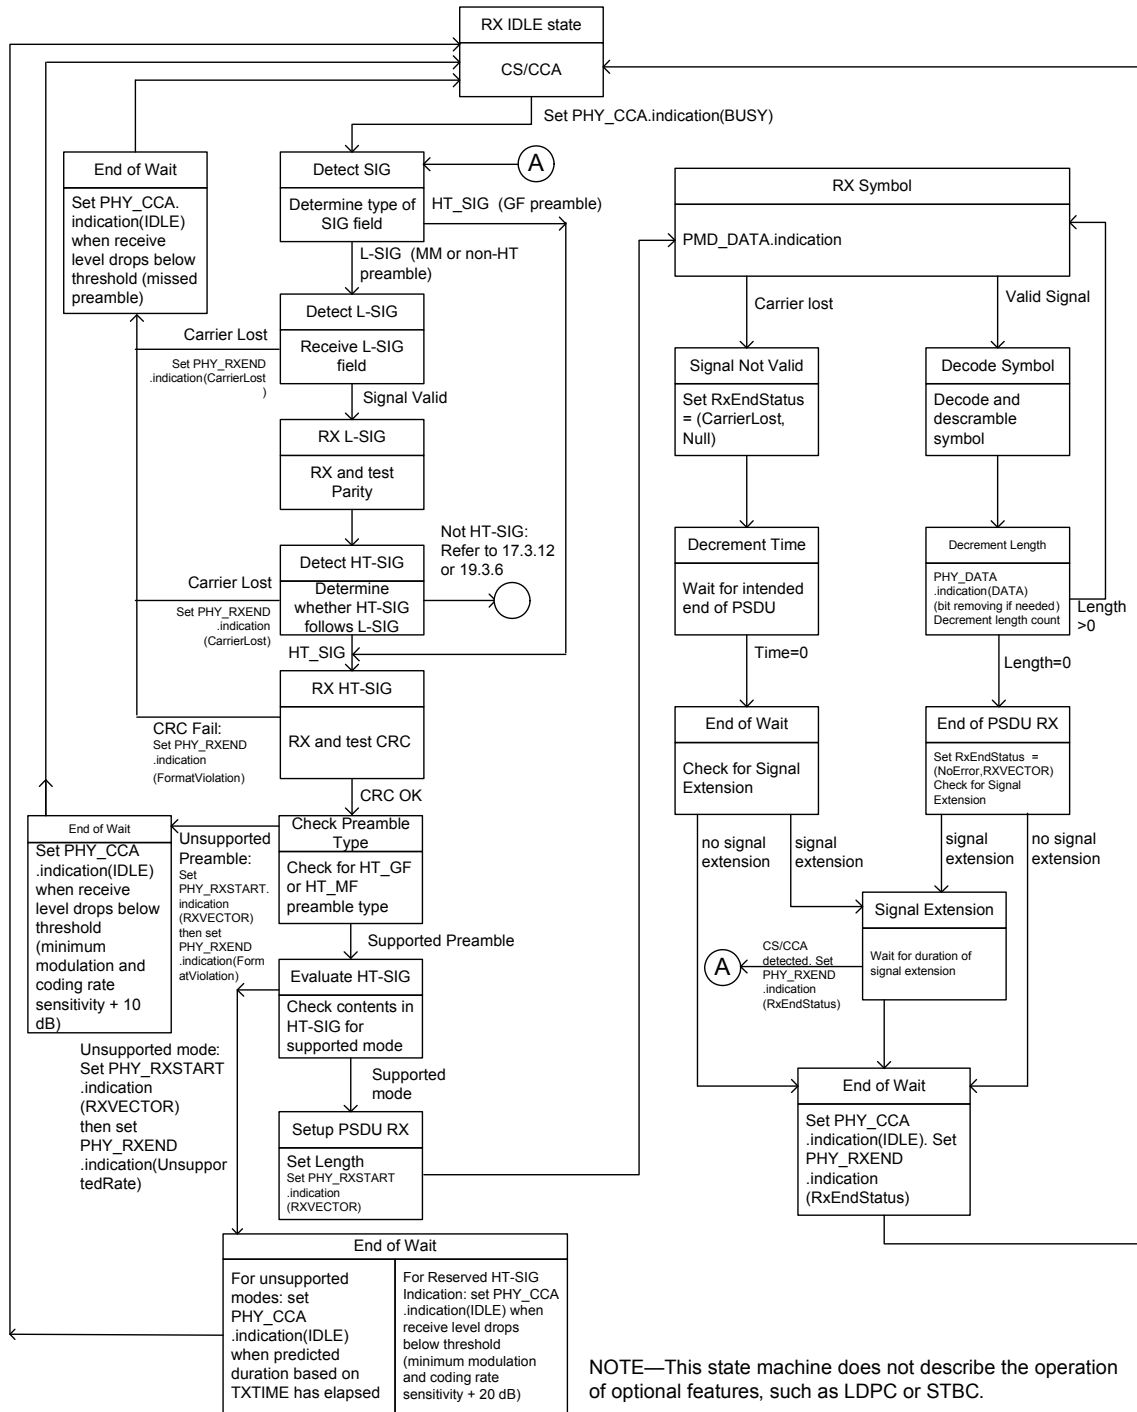 RX IDLE state
CS/CCA
Set PHY_CCA.indication(BUSY)
End of Wait
Set PHY_CCA.
indication(IDLE)
when receive
level drops below
threshold (missed
preamble)
Detect SIG
Determine type of
SIG field
A
HT_SIG (GF preamble)
L-SIG (MM or non-HT
preamble)
Detect L-SIG
Receive L-SIG
field
Carrier Lost
Set PHY_RXEND
.indication(CarrierLost
)
Signal Valid
RX L-SIG
RX and test
Parity
Not HT-SIG:
Refer to 17.3.12
or 19.3.6
Detect HT-SIG
Determine
whether HT-SIG
follows L-SIG
Carrier Lost
Set PHY_RXEND
.indication
(CarrierLost)
HT_SIG
RX HT-SIG
RX and test CRC
CRC Fail:
Set PHY_RXEND
.indication
(FormatViolation)
CRC OK
Check Preamble
Type
Check for HT_GF
or HT_MF
preamble type
Unsupported
Preamble:
Set
PHY_RXSTART.
indication
(RXVECTOR)
then set
PHY_RXEND
.indication(Form
atViolation)
End of Wait
Set PHY_CCA
.indication(IDLE)
when receive
level drops below
threshold
(minimum
modulation and
coding rate
sensitivity + 10
dB)
Supported Preamble
Evaluate HT-SIG
Check contents in
HT-SIG for
supported mode
Unsupported mode:
Set PHY_RXSTART
.indication
(RXVECTOR)
then set
PHY_RXEND
.indication(Unsuppor
tedRate)
Supported
mode
Setup PSDU RX
Set Length
Set PHY_RXSTART
.indication
(RXVECTOR)
End of Wait
For unsupported
modes: set
PHY_CCA
.indication(IDLE)
when predicted
duration based on
TXTIME has elapsed
For Reserved HT-SIG
Indication: set PHY_CCA
.indication(IDLE) when
receive level drops
below threshold
(minimum modulation
and coding rate
sensitivity + 20 dB)
RX Symbol
PMD_DATA.indication
Carrier lost
Valid Signal
Signal Not Valid
Set RxEndStatus
= (CarrierLost,
Null)
Decode Symbol
Decode and
descramble
symbol
Decrement Time
Wait for intended
end of PSDU
Decrement Length
PHY_DATA
.indication(DATA)
(bit removing if needed)
Decrement length count
Length
>0
Time=0
Length=0
End of Wait
Check for Signal
Extension
End of PSDU RX
Set RxEndStatus =
(NoError,RXVECTOR)
Check for Signal
Extension
no signal
extension
signal
extension
signal
extension
no signal
extension
Signal Extension
Wait for duration of
signal extension
CS/CCA
detected. Set
PHY_RXEND
.indication
(RxEndStatus)
A
End of Wait
Set PHY_CCA
.indication(IDLE). Set
PHY_RXEND
.indication
(RxEndStatus)
NOTE—This state machine does not describe the operation
of optional features, such as LDPC or STBC.